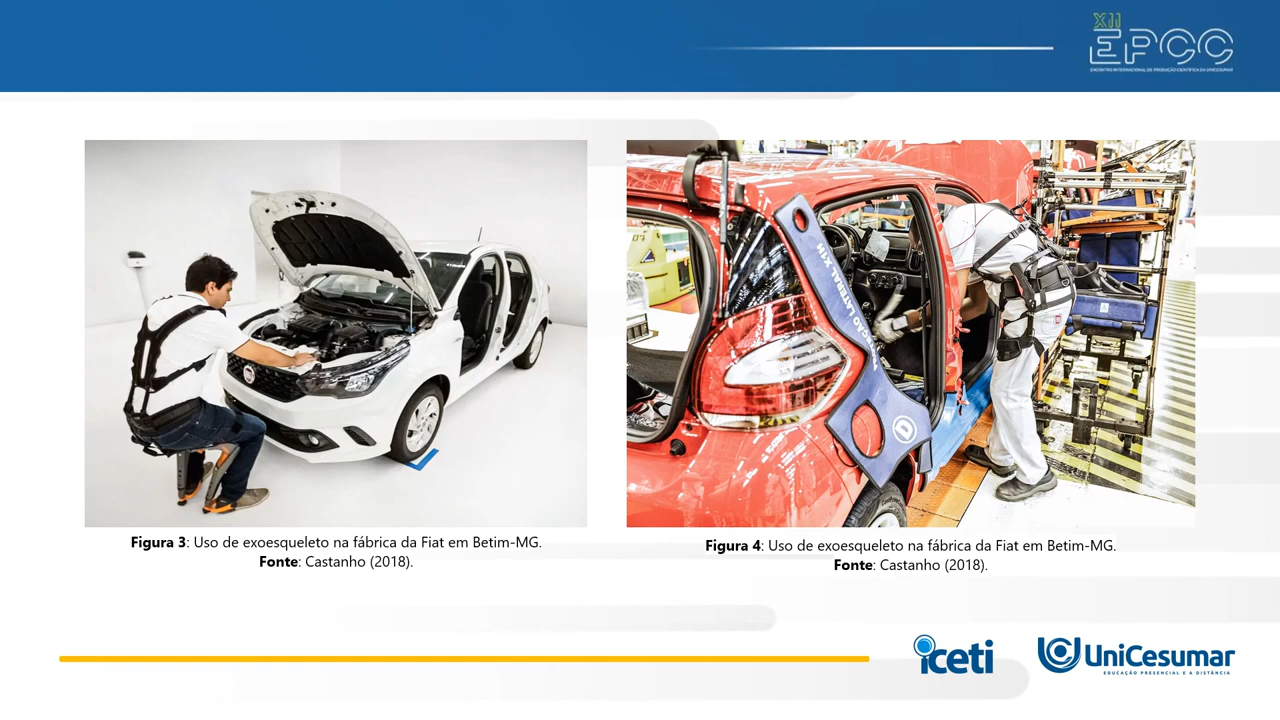 XII
EPCC
ENCONTRO INTERNACIONAL DE PRODUÇÃO CIENTÍFICA DA UNICESUMAR
LATERAL X1H
D
Figura 3: Uso de exoesqueleto na fábrica da Fiat em Betim-MG.
Fonte: Castanho (2018).
Figura 4: Uso de exoesqueleto na fábrica da Fiat em Betim-MG.
Fonte: Castanho (2018).
iceti
UniCesumar
EDUCAÇÃO PRESENCIAL E A DISTÂNCIA